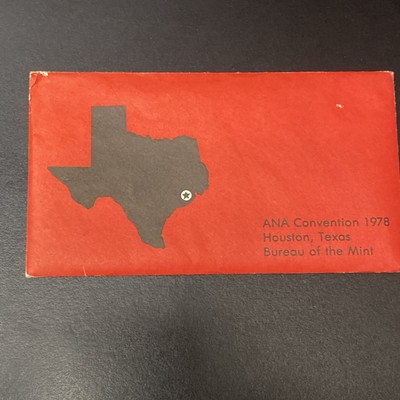 ANA Convention 1978
Houston, Texas
Bureau of the Mint